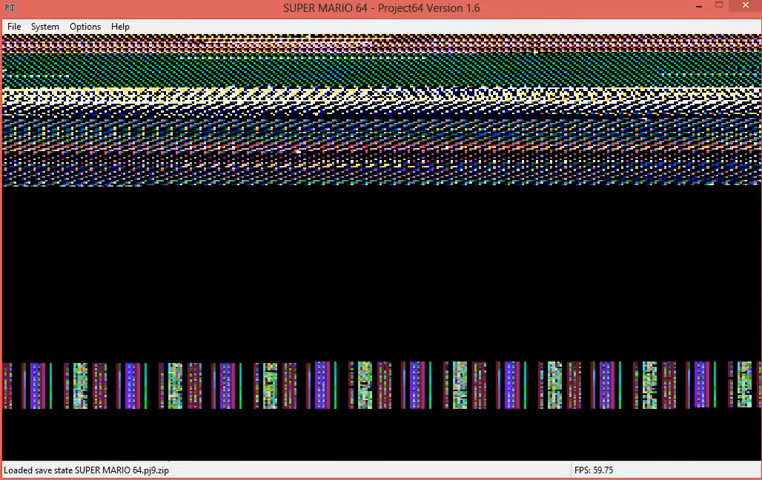 SUPER MARIO 64 - Project64 Version 1.6
File System Options Help
Loaded save state SUPER MARIO 64.pj9.zip FPS: 59.75